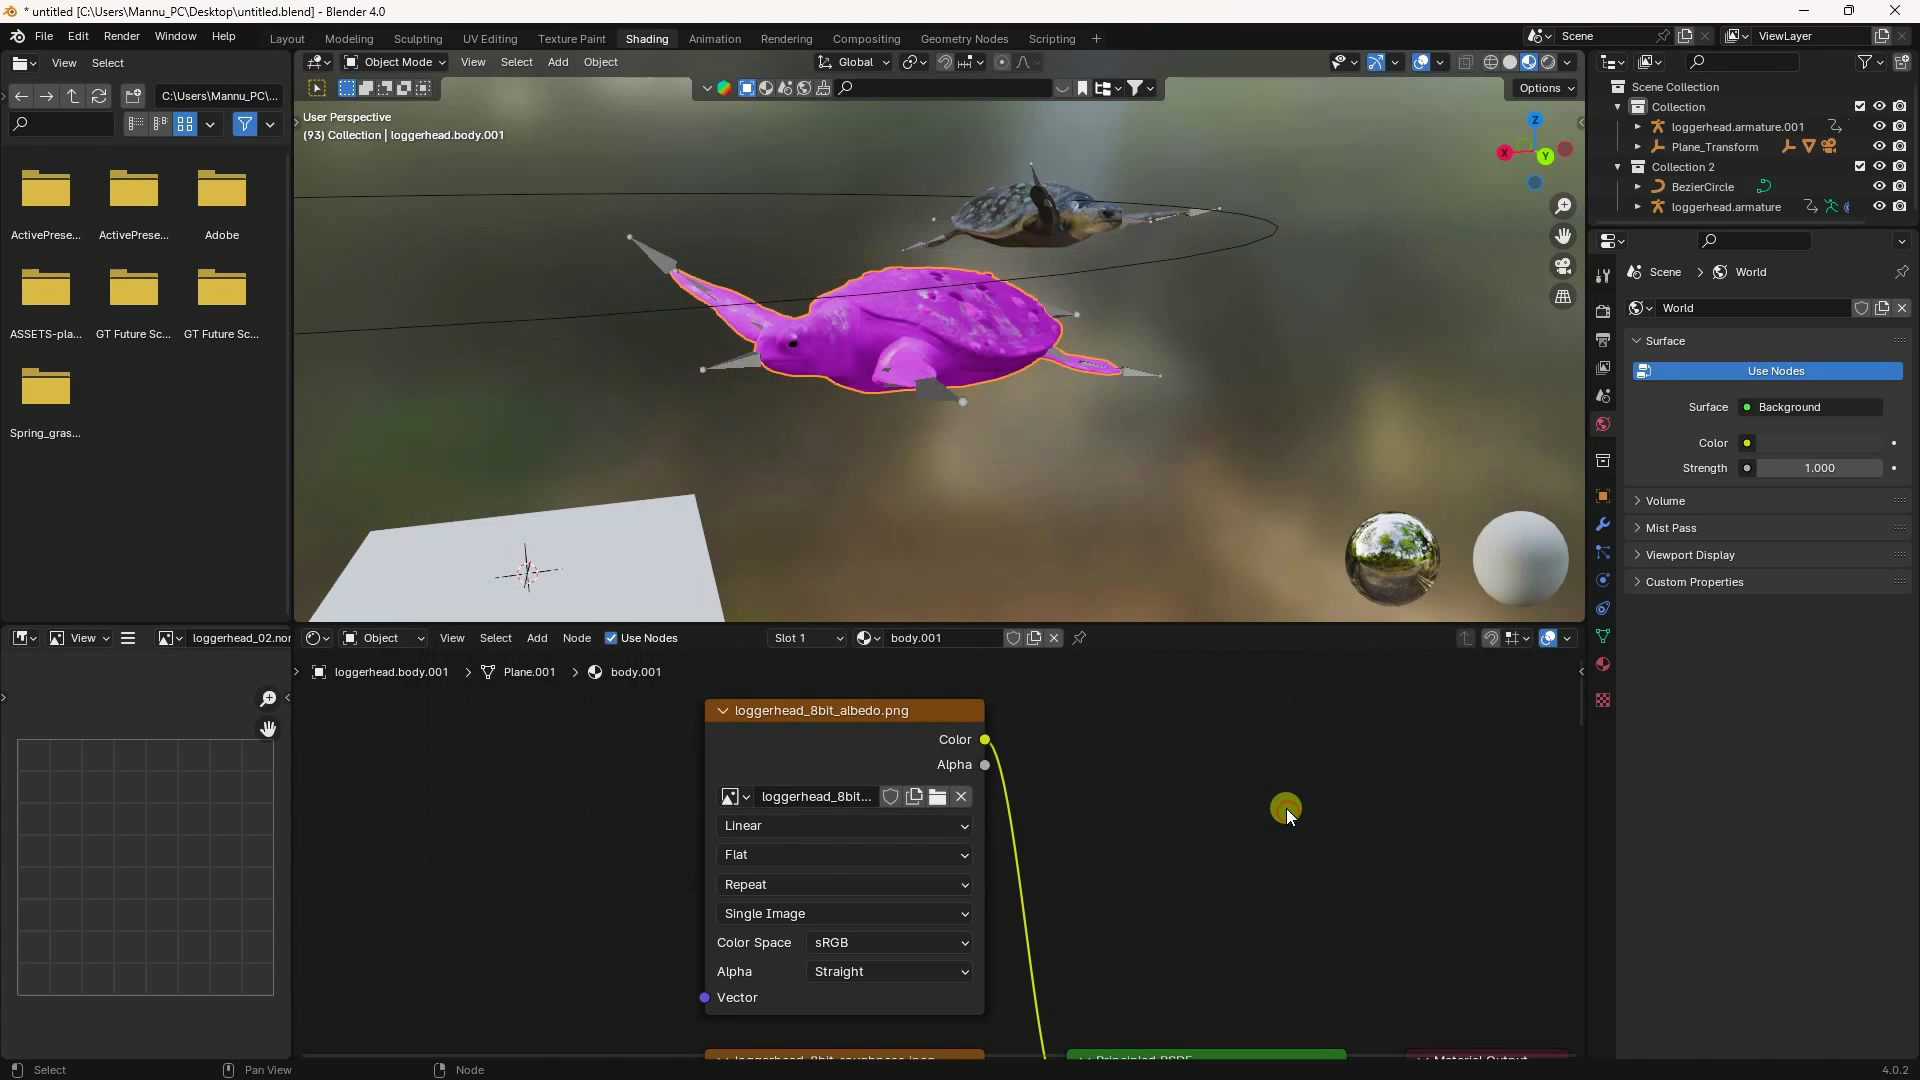 * untitled [C:\Users\Mannu_PC\Desktop\untitled.blend] - Blender 4.0
File Edit Render Window Help
Layout Modeling Sculpting UV Editing Texture Paint Shading Animation Rendering Compositing Geometry Nodes Scripting
Scene
ViewLayer
View Select
C:\Users\Mannu_PC\...
ActivePrese...
ActivePrese...
Adobe
ASSETS-pla...
GT Future Sc...
GT Future Sc...
Spring_gras...
Object Mode View Select Add Object
Global
Options
User Perspective
(93) Collection | loggerhead.body.001
Z
X
Y
Scene Collection
Collection
loggerhead.armature.001
Plane_Transform
Collection 2
BezierCircle
loggerhead.armature
Scene > World
World
Surface
Use Nodes
Surface Background
Color
Strength 1.000
Volume
Mist Pass
Viewport Display
Custom Properties
View
loggerhead_02.nor
Object View Select Add Node Use Nodes
Slot 1
body.001
loggerhead.body.001 > Plane.001 > body.001
loggerhead_8bit_albedo.png
Color
Alpha
loggerhead_8bit...
Linear
Flat
Repeat
Single Image
Color Space sRGB
Alpha Straight
Vector
loggerhead_8bit_roughness.jpeg
Principled BSDF
Material Output
Select
Pan View
Node
4.0.2